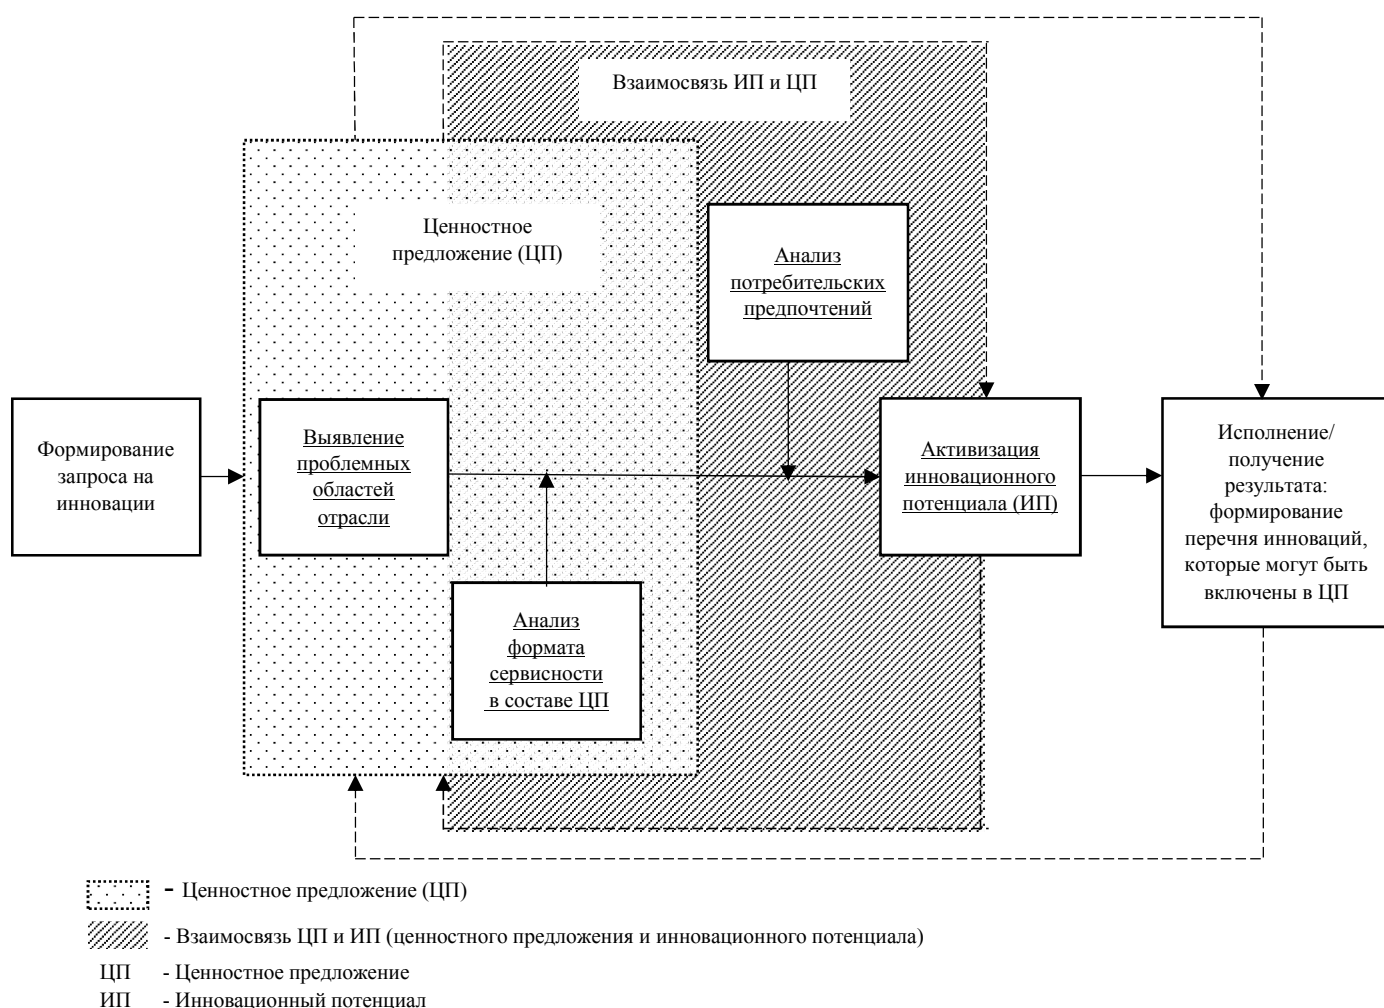 Взаимосвязь ИП и ЦП
Ценностное
предложение (ЦП)
Анализ
потребительских
предпочтений
Формирование
запроса на
инновации
Выявление
проблемных
областей
отрасли
Активизация
инновационного
потенциала (ИП)
Исполнение/
получение
результата:
формирование
перечня инноваций,
которые могут быть
включены в ЦП
Анализ
формата
сервисности
в составе ЦП
- Ценностное предложение (ЦП)
- Взаимосвязь ЦП и ИП (ценностного предложения и инновационного потенциала)
ЦП - Ценностное предложение
ИП - Инновационный потенциал